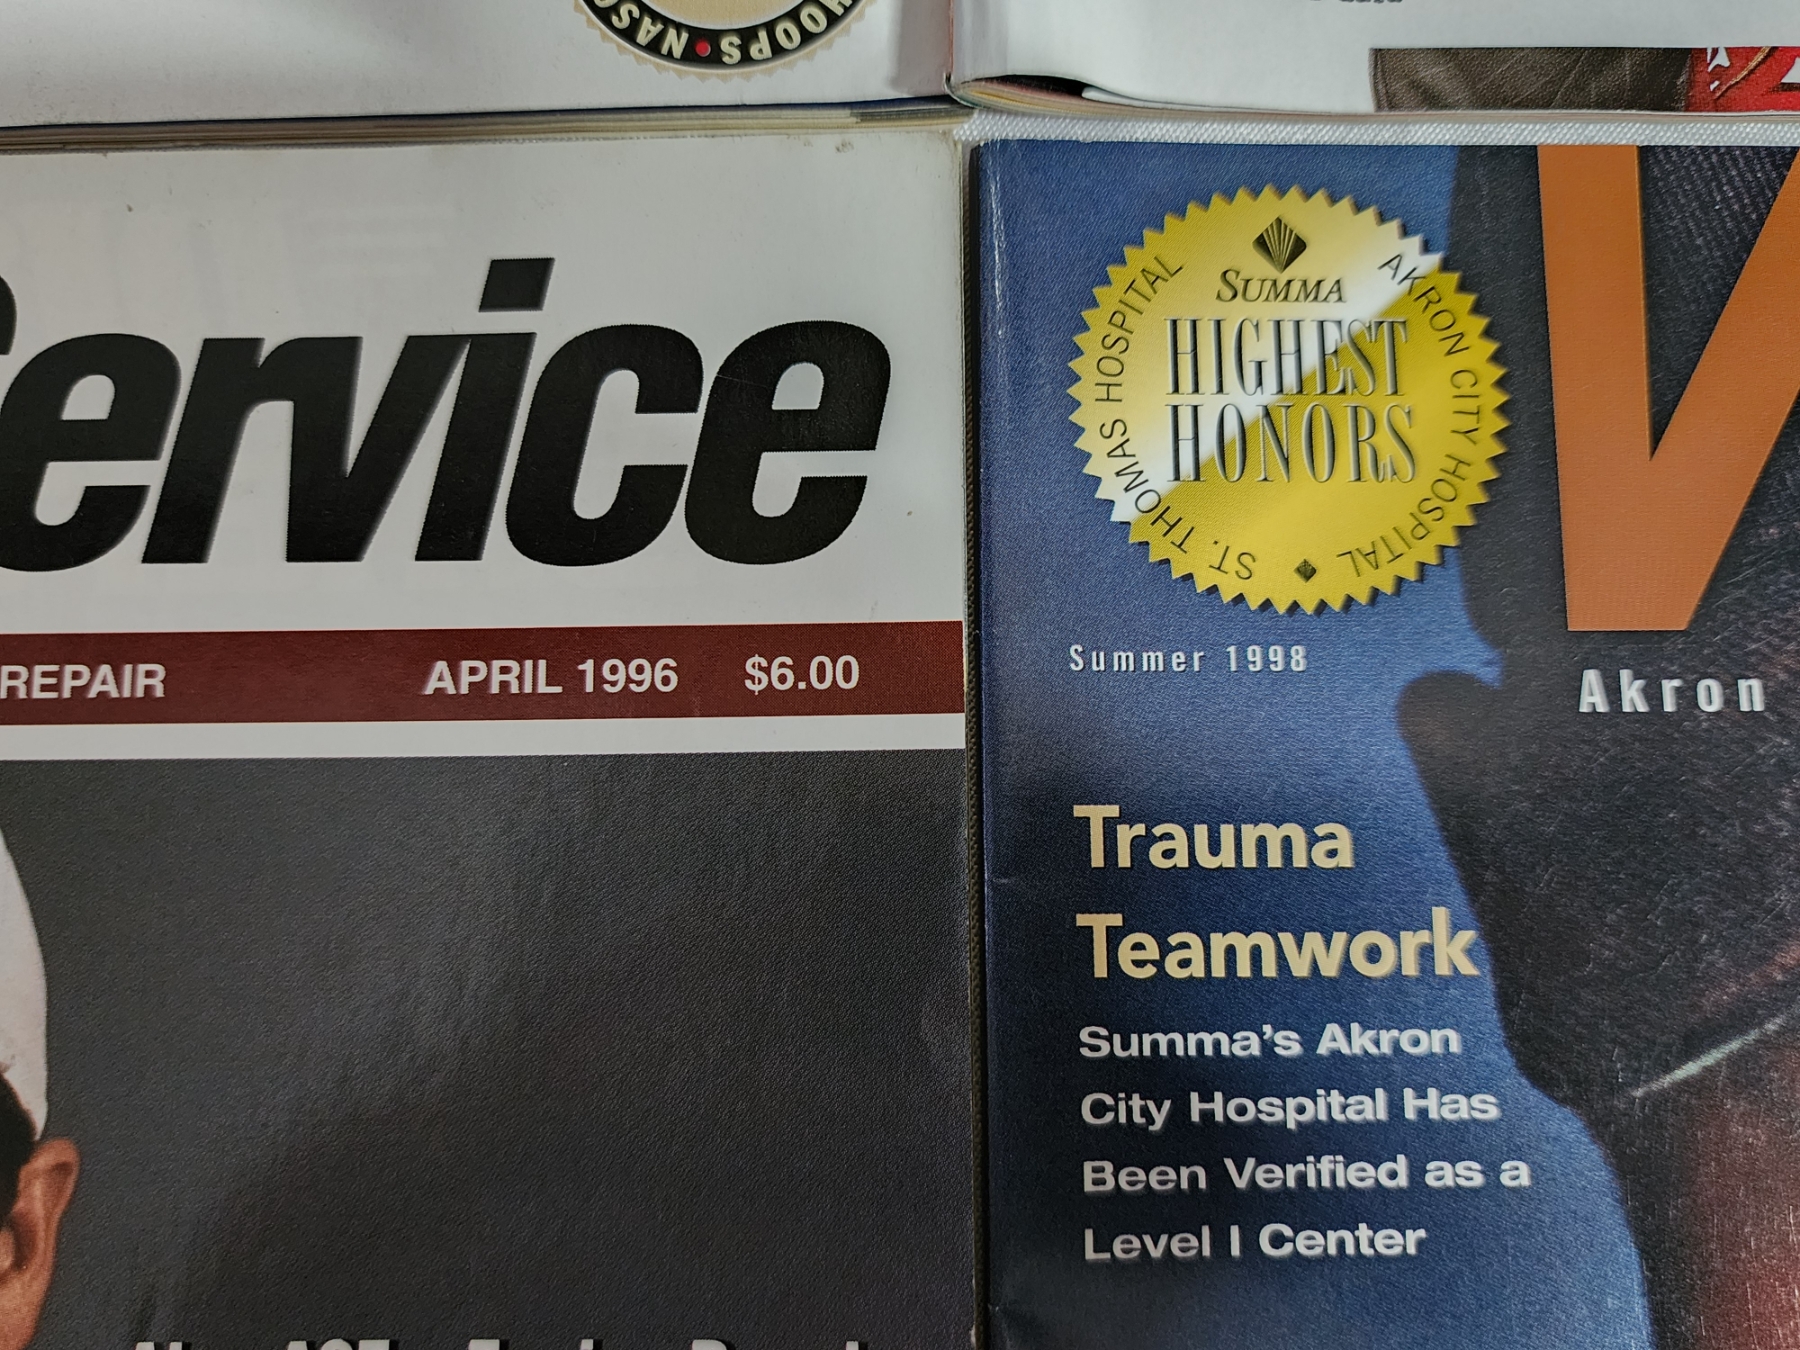 HOOPS • NASC
Service
REPAIR APRIL 1996 $6.00
SUMMA
HIGHEST
HONORS
ST. THOMAS HOSPITAL
AKRON CITY HOSPITAL
V
Summer 1998
Akron
Trauma
Teamwork
Summa's Akron
City Hospital Has
Been Verified as a
Level I Center